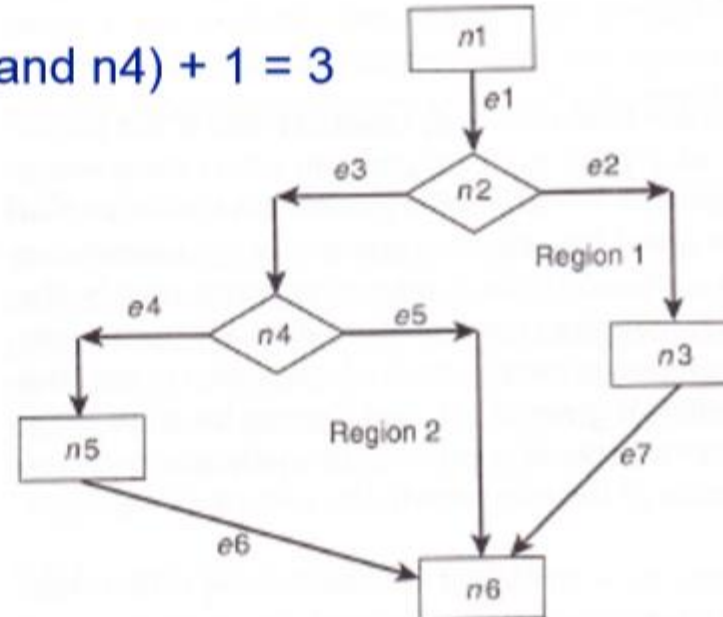 and n4) + 1 = 3
n1
e1
e3
e2
n2
Region 1
e4
n4
e5
n3
n5
Region 2
e7
e6
n6